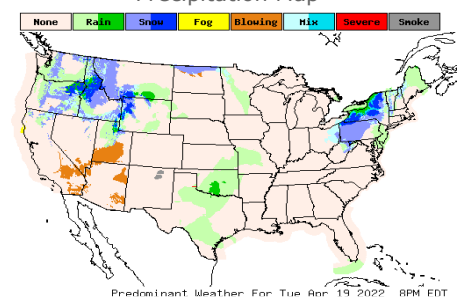 Precipitation Map
None Rain Snow Fog Blowing Mix Severe Smoke
Predominant Weather For Tue Apr 19 2022 8PM EDT